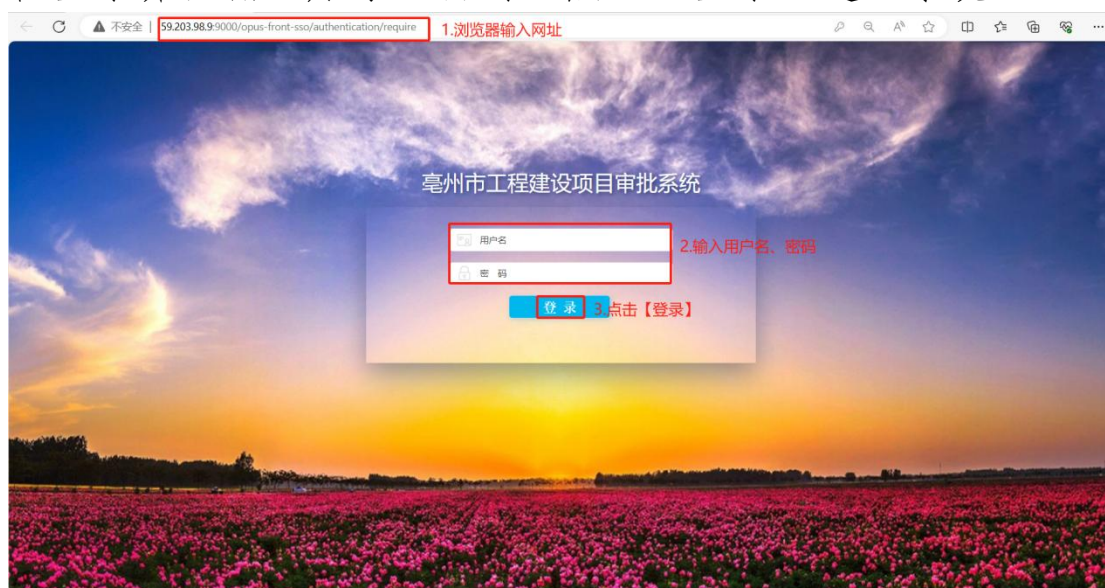 不安全 | 59.203.98.9:9000/opus-front-sso/authentication/require 1.浏览器输入网址
亳州市工程建设项目审批系统
用户名
2.输入用户名、密码
密 码
登 录 3.点击【登录】